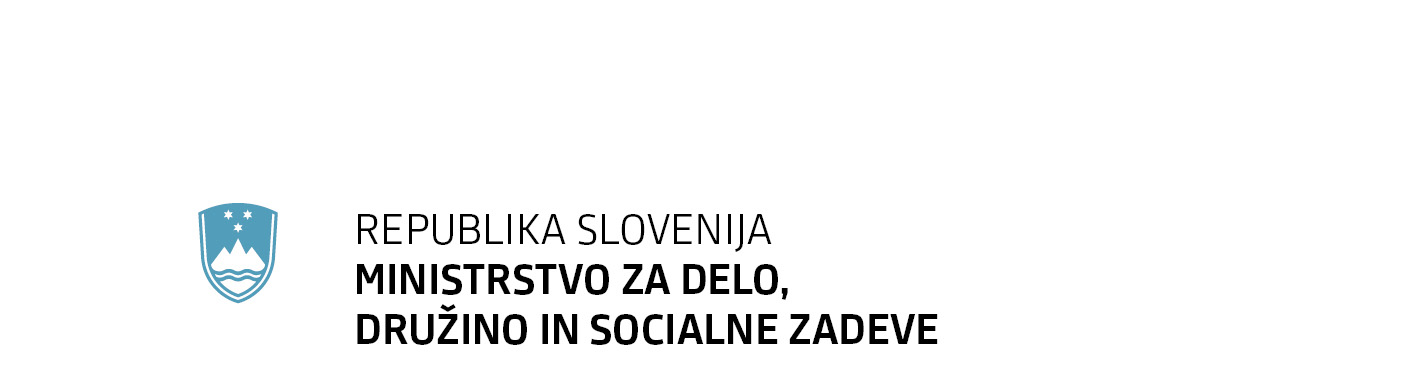 REPUBLIKA SLOVENIJA
MINISTRSTVO ZA DELO,
DRUŽINO IN SOCIALNE ZADEVE